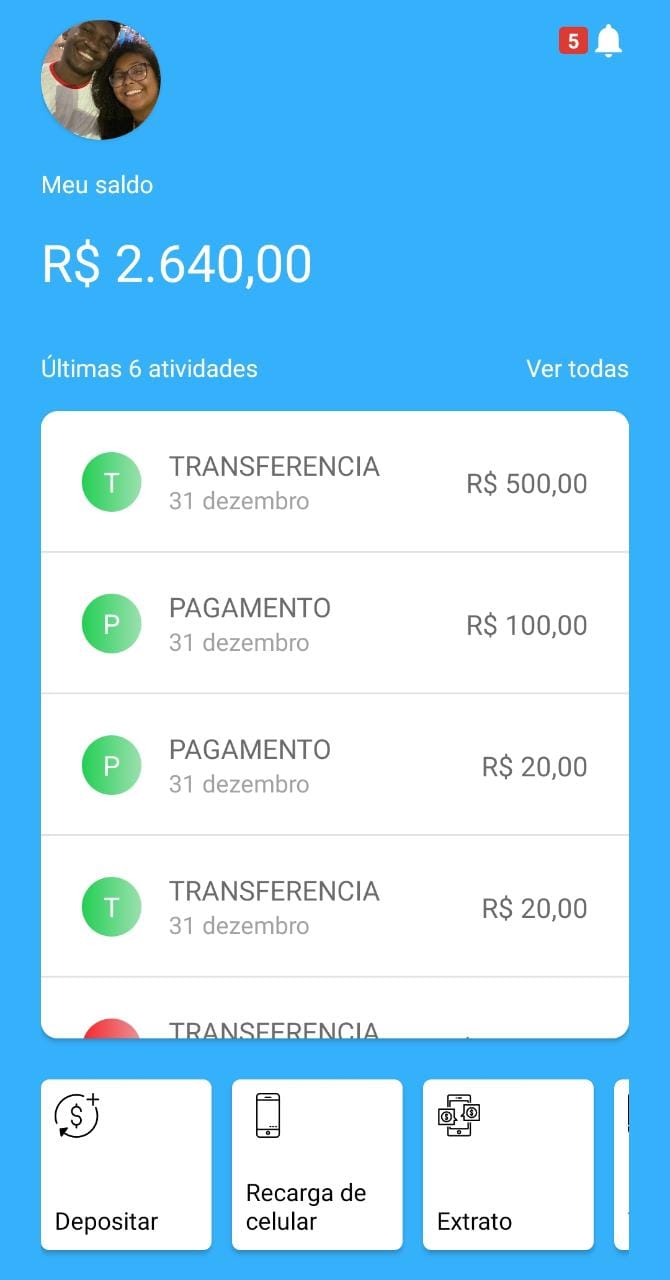 5
Meu saldo
R$ 2.640,00
Últimas 6 atividades
Ver todas
T
TRANSFERENCIA
31 dezembro
R$ 500,00
P
PAGAMENTO
31 dezembro
R$ 100,00
P
PAGAMENTO
31 dezembro
R$ 20,00
T
TRANSFERENCIA
31 dezembro
R$ 20,00
TRANSFERENCIA
Depositar
Recarga de
celular
Extrato